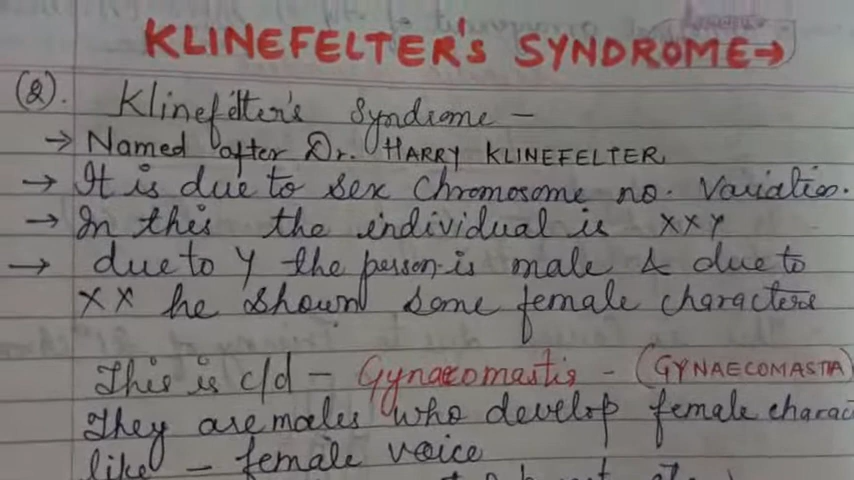 KLINEFELTER'S SYNDROME→
(2). Klinefelter's Syndrome –
→ Named after Dr. HARRY KLINEFELTER.
→ It is due to sex chromosome no. Variation.
→ In this the individual is XXY
→ due to Y the person is male & due to
XX he shown some female characters
This is c/d – Gynaecomastis – (GYNAECOMASTIA)
They are males who develop female charac
like – female voice